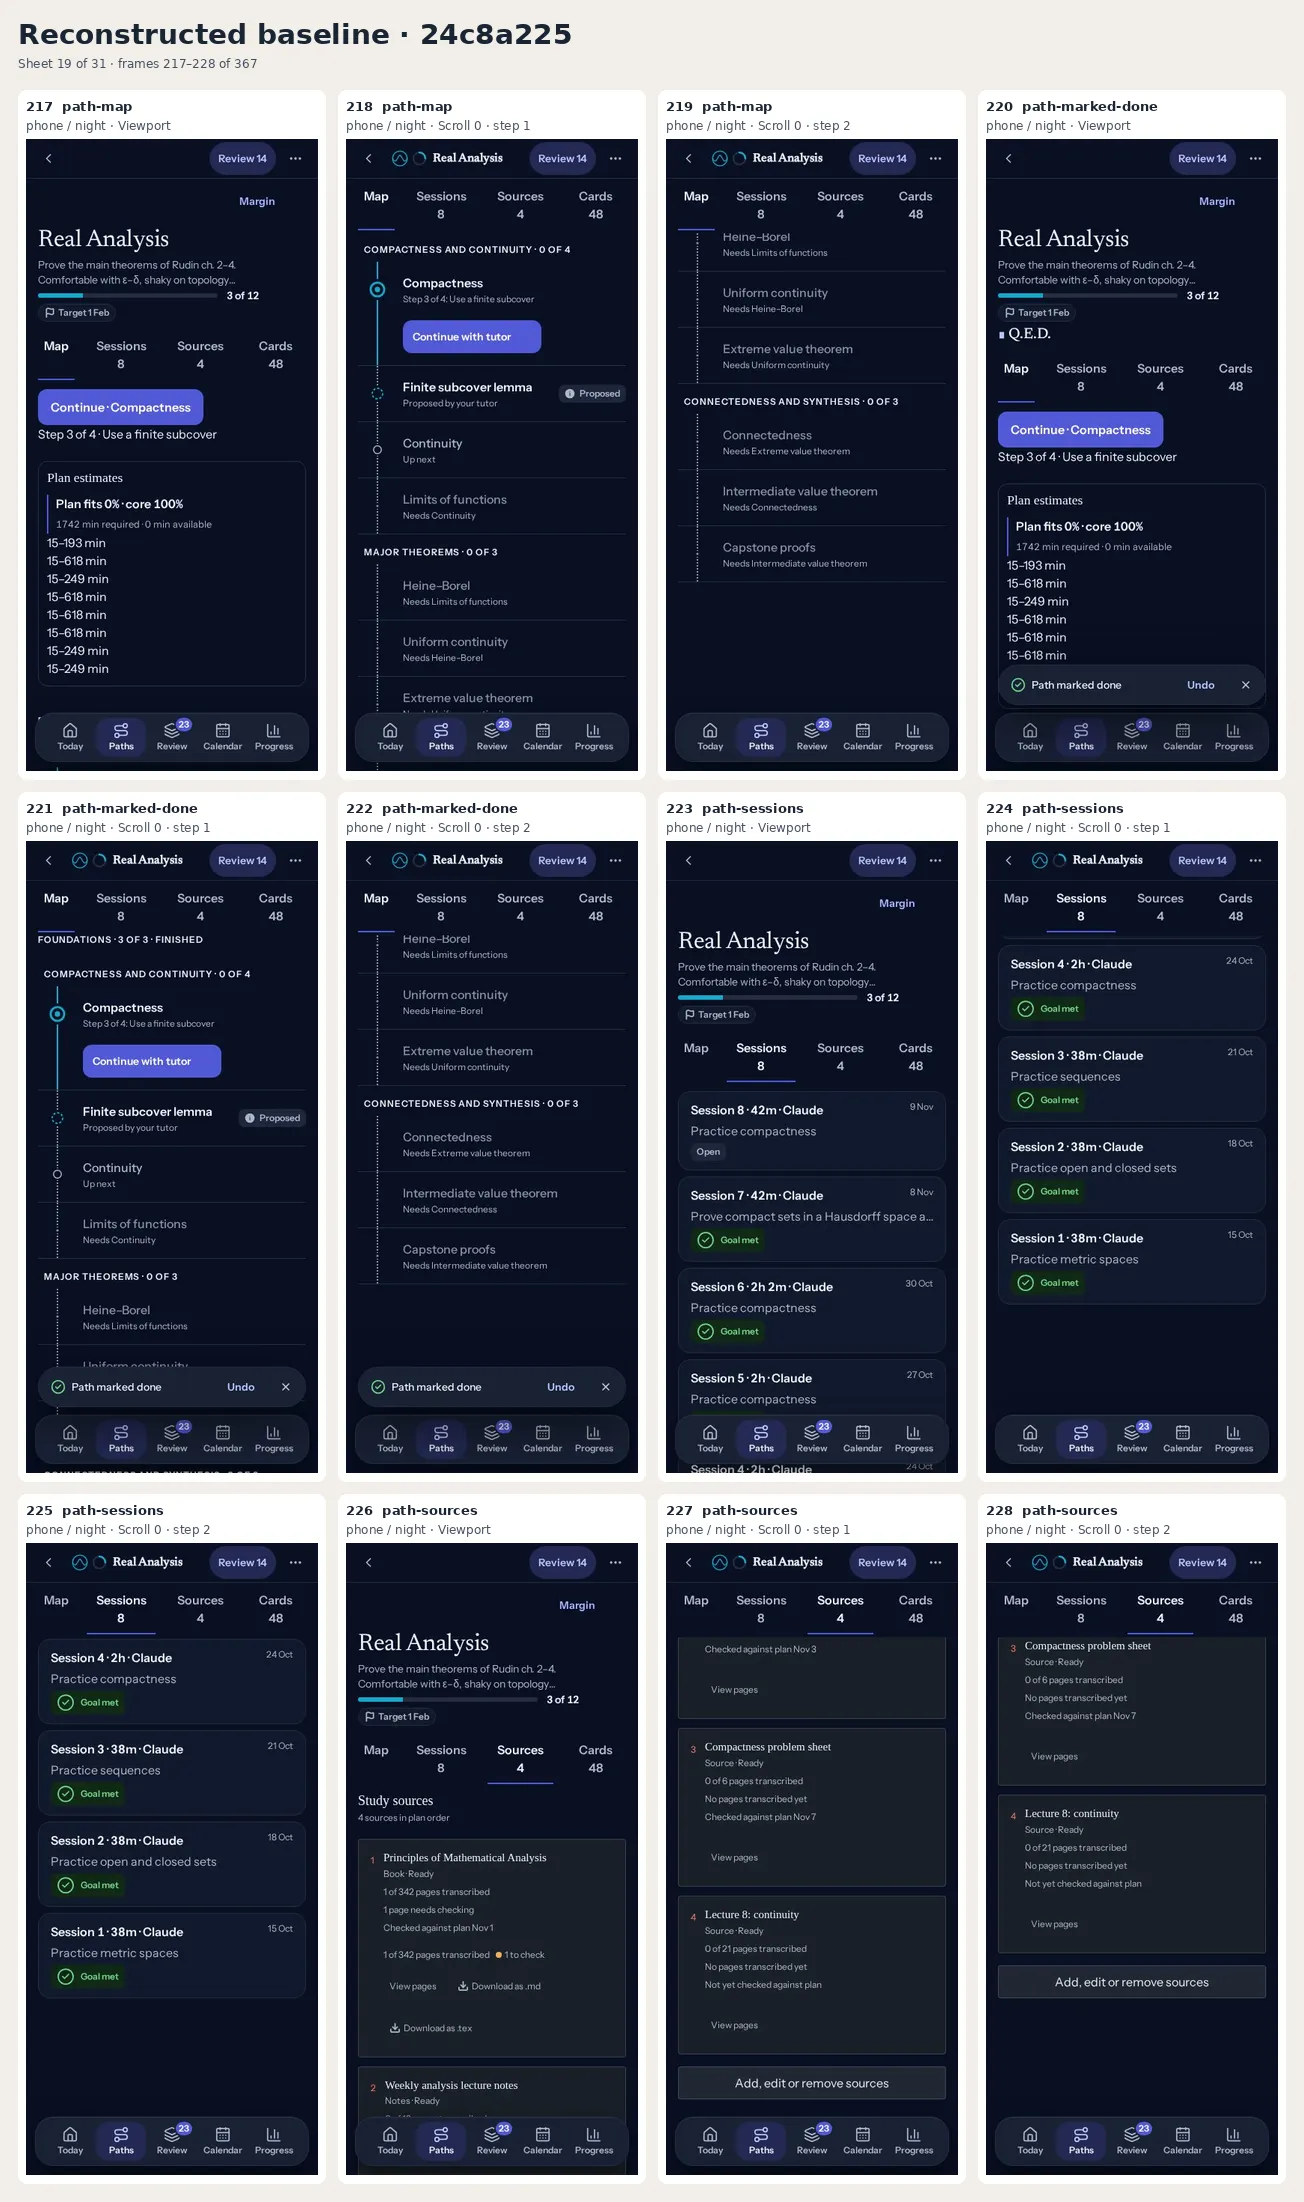 Reconstructed baseline · 24c8a225
Sheet 19 of 31 · frames 217–228 of 367
217 path-map
phone / night · Viewport
Review 14
Margin
Real Analysis
Prove the main theorems of Rudin ch. 2–4.
Comfortable with ε–δ, shaky on topology…
3 of 12
Target 1 Feb
Map
Sessions
8
Sources
4
Cards
48
Continue · Compactness
Step 3 of 4 · Use a finite subcover
Plan estimates
Plan fits 0% · core 100%
1742 min required · 0 min available
15–193 min
15–618 min
15–249 min
15–618 min
15–618 min
15–618 min
15–249 min
15–249 min
Today
Paths
23
Review
Calendar
Progress
218 path-map
phone / night · Scroll 0 · step 1
Real Analysis
Review 14
Map
Sessions
8
Sources
4
Cards
48
COMPACTNESS AND CONTINUITY · 0 OF 4
Compactness
Step 3 of 4: Use a finite subcover
Continue with tutor
Finite subcover lemma
Proposed by your tutor
Proposed
Continuity
Up next
Limits of functions
Needs Continuity
MAJOR THEOREMS · 0 OF 3
Heine–Borel
Needs Limits of functions
Uniform continuity
Needs Heine–Borel
Extreme value theorem
Today
Paths
23
Review
Calendar
Progress
219 path-map
phone / night · Scroll 0 · step 2
Real Analysis
Review 14
Map
Sessions
8
Sources
4
Cards
48
Heine–Borel
Needs Limits of functions
Uniform continuity
Needs Heine–Borel
Extreme value theorem
Needs Uniform continuity
CONNECTEDNESS AND SYNTHESIS · 0 OF 3
Connectedness
Needs Extreme value theorem
Intermediate value theorem
Needs Connectedness
Capstone proofs
Needs Intermediate value theorem
Today
Paths
23
Review
Calendar
Progress
220 path-marked-done
phone / night · Viewport
Review 14
Margin
Real Analysis
Prove the main theorems of Rudin ch. 2–4.
Comfortable with ε–δ, shaky on topology…
3 of 12
Target 1 Feb
Q.E.D.
Map
Sessions
8
Sources
4
Cards
48
Continue · Compactness
Step 3 of 4 · Use a finite subcover
Plan estimates
Plan fits 0% · core 100%
1742 min required · 0 min available
15–193 min
15–618 min
15–249 min
15–618 min
15–618 min
15–618 min
Path marked done
Undo
Today
Paths
23
Review
Calendar
Progress
221 path-marked-done
phone / night · Scroll 0 · step 1
Real Analysis
Review 14
Map
Sessions
8
Sources
4
Cards
48
FOUNDATIONS · 3 OF 3 · FINISHED
COMPACTNESS AND CONTINUITY · 0 OF 4
Compactness
Step 3 of 4: Use a finite subcover
Continue with tutor
Finite subcover lemma
Proposed by your tutor
Proposed
Continuity
Up next
Limits of functions
Needs Continuity
MAJOR THEOREMS · 0 OF 3
Heine–Borel
Needs Limits of functions
Uniform continuity
Path marked done
Undo
Today
Paths
23
Review
Calendar
Progress
222 path-marked-done
phone / night · Scroll 0 · step 2
Real Analysis
Review 14
Map
Sessions
8
Sources
4
Cards
48
Heine–Borel
Needs Limits of functions
Uniform continuity
Needs Heine–Borel
Extreme value theorem
Needs Uniform continuity
CONNECTEDNESS AND SYNTHESIS · 0 OF 3
Connectedness
Needs Extreme value theorem
Intermediate value theorem
Needs Connectedness
Capstone proofs
Needs Intermediate value theorem
Path marked done
Undo
Today
Paths
23
Review
Calendar
Progress
223 path-sessions
phone / night · Viewport
Review 14
Margin
Real Analysis
Prove the main theorems of Rudin ch. 2–4.
Comfortable with ε–δ, shaky on topology…
3 of 12
Target 1 Feb
Map
Sessions
8
Sources
4
Cards
48
Session 8 · 42m · Claude
9 Nov
Practice compactness
Open
Session 7 · 42m · Claude
8 Nov
Prove compact sets in a Hausdorff space a…
Goal met
Session 6 · 2h 2m · Claude
30 Oct
Practice compactness
Goal met
Session 5 · 2h · Claude
27 Oct
Practice compactness
Today
Paths
23
Review
Calendar
Progress
Session 4 · 2h · Claude
24 Oct
224 path-sessions
phone / night · Scroll 0 · step 1
Real Analysis
Review 14
Map
Sessions
8
Sources
4
Cards
48
Session 4 · 2h · Claude
24 Oct
Practice compactness
Goal met
Session 3 · 38m · Claude
21 Oct
Practice sequences
Goal met
Session 2 · 38m · Claude
18 Oct
Practice open and closed sets
Goal met
Session 1 · 38m · Claude
15 Oct
Practice metric spaces
Goal met
Today
Paths
23
Review
Calendar
Progress
225 path-sessions
phone / night · Scroll 0 · step 2
Real Analysis
Review 14
Map
Sessions
8
Sources
4
Cards
48
Session 4 · 2h · Claude
24 Oct
Practice compactness
Goal met
Session 3 · 38m · Claude
21 Oct
Practice sequences
Goal met
Session 2 · 38m · Claude
18 Oct
Practice open and closed sets
Goal met
Session 1 · 38m · Claude
15 Oct
Practice metric spaces
Goal met
Today
Paths
23
Review
Calendar
Progress
226 path-sources
phone / night · Viewport
Review 14
Margin
Real Analysis
Prove the main theorems of Rudin ch. 2–4.
Comfortable with ε–δ, shaky on topology…
3 of 12
Target 1 Feb
Map
Sessions
8
Sources
4
Cards
48
Study sources
4 sources in plan order
1 Principles of Mathematical Analysis
Book · Ready
1 of 342 pages transcribed
1 page needs checking
Checked against plan Nov 1
1 of 342 pages transcribed
1 to check
View pages
Download as .md
Download as .tex
2 Weekly analysis lecture notes
Notes · Ready
Today
Paths
23
Review
Calendar
Progress
227 path-sources
phone / night · Scroll 0 · step 1
Real Analysis
Review 14
Map
Sessions
8
Sources
4
Cards
48
Checked against plan Nov 3
View pages
3 Compactness problem sheet
Source · Ready
0 of 6 pages transcribed
No pages transcribed yet
Checked against plan Nov 7
View pages
4 Lecture 8: continuity
Source · Ready
0 of 21 pages transcribed
No pages transcribed yet
Not yet checked against plan
View pages
Add, edit or remove sources
Today
Paths
23
Review
Calendar
Progress
228 path-sources
phone / night · Scroll 0 · step 2
Real Analysis
Review 14
Map
Sessions
8
Sources
4
Cards
48
3 Compactness problem sheet
Source · Ready
0 of 6 pages transcribed
No pages transcribed yet
Checked against plan Nov 7
View pages
4 Lecture 8: continuity
Source · Ready
0 of 21 pages transcribed
No pages transcribed yet
Not yet checked against plan
View pages
Add, edit or remove sources
Today
Paths
23
Review
Calendar
Progress